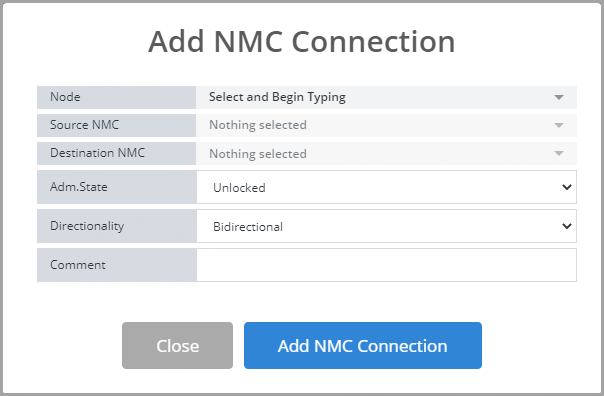 Add NMC Connection
Node Select and Begin Typing
Source NMC Nothing selected
Destination NMC Nothing selected
Adm.State Unlocked
Directionality Bidirectional
Comment
Close Add NMC Connection